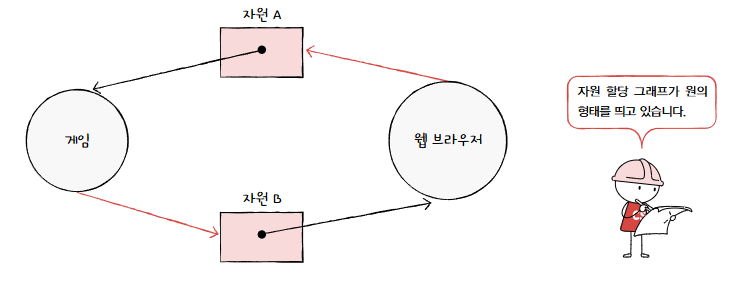 자원 A
게임
웹 브라우저
자원 B
자원 할당 그래프가 원의
형태를 띄고 있습니다.